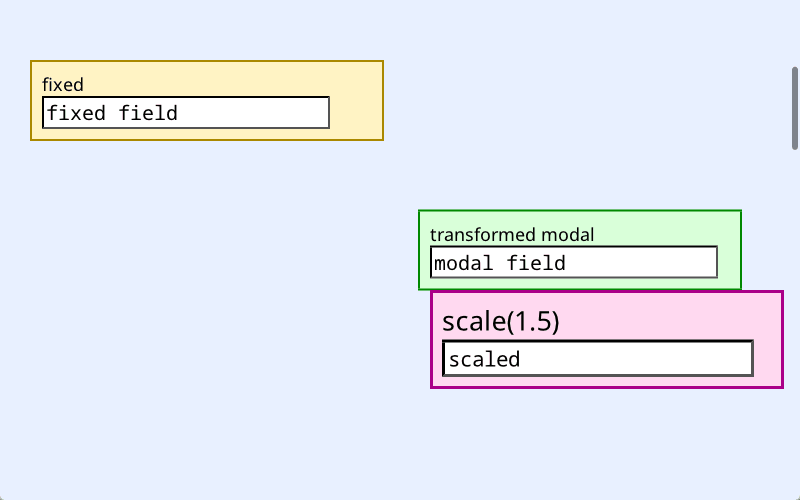 fixed
fixed field
transformed modal
modal field
scale(1.5)
scaled